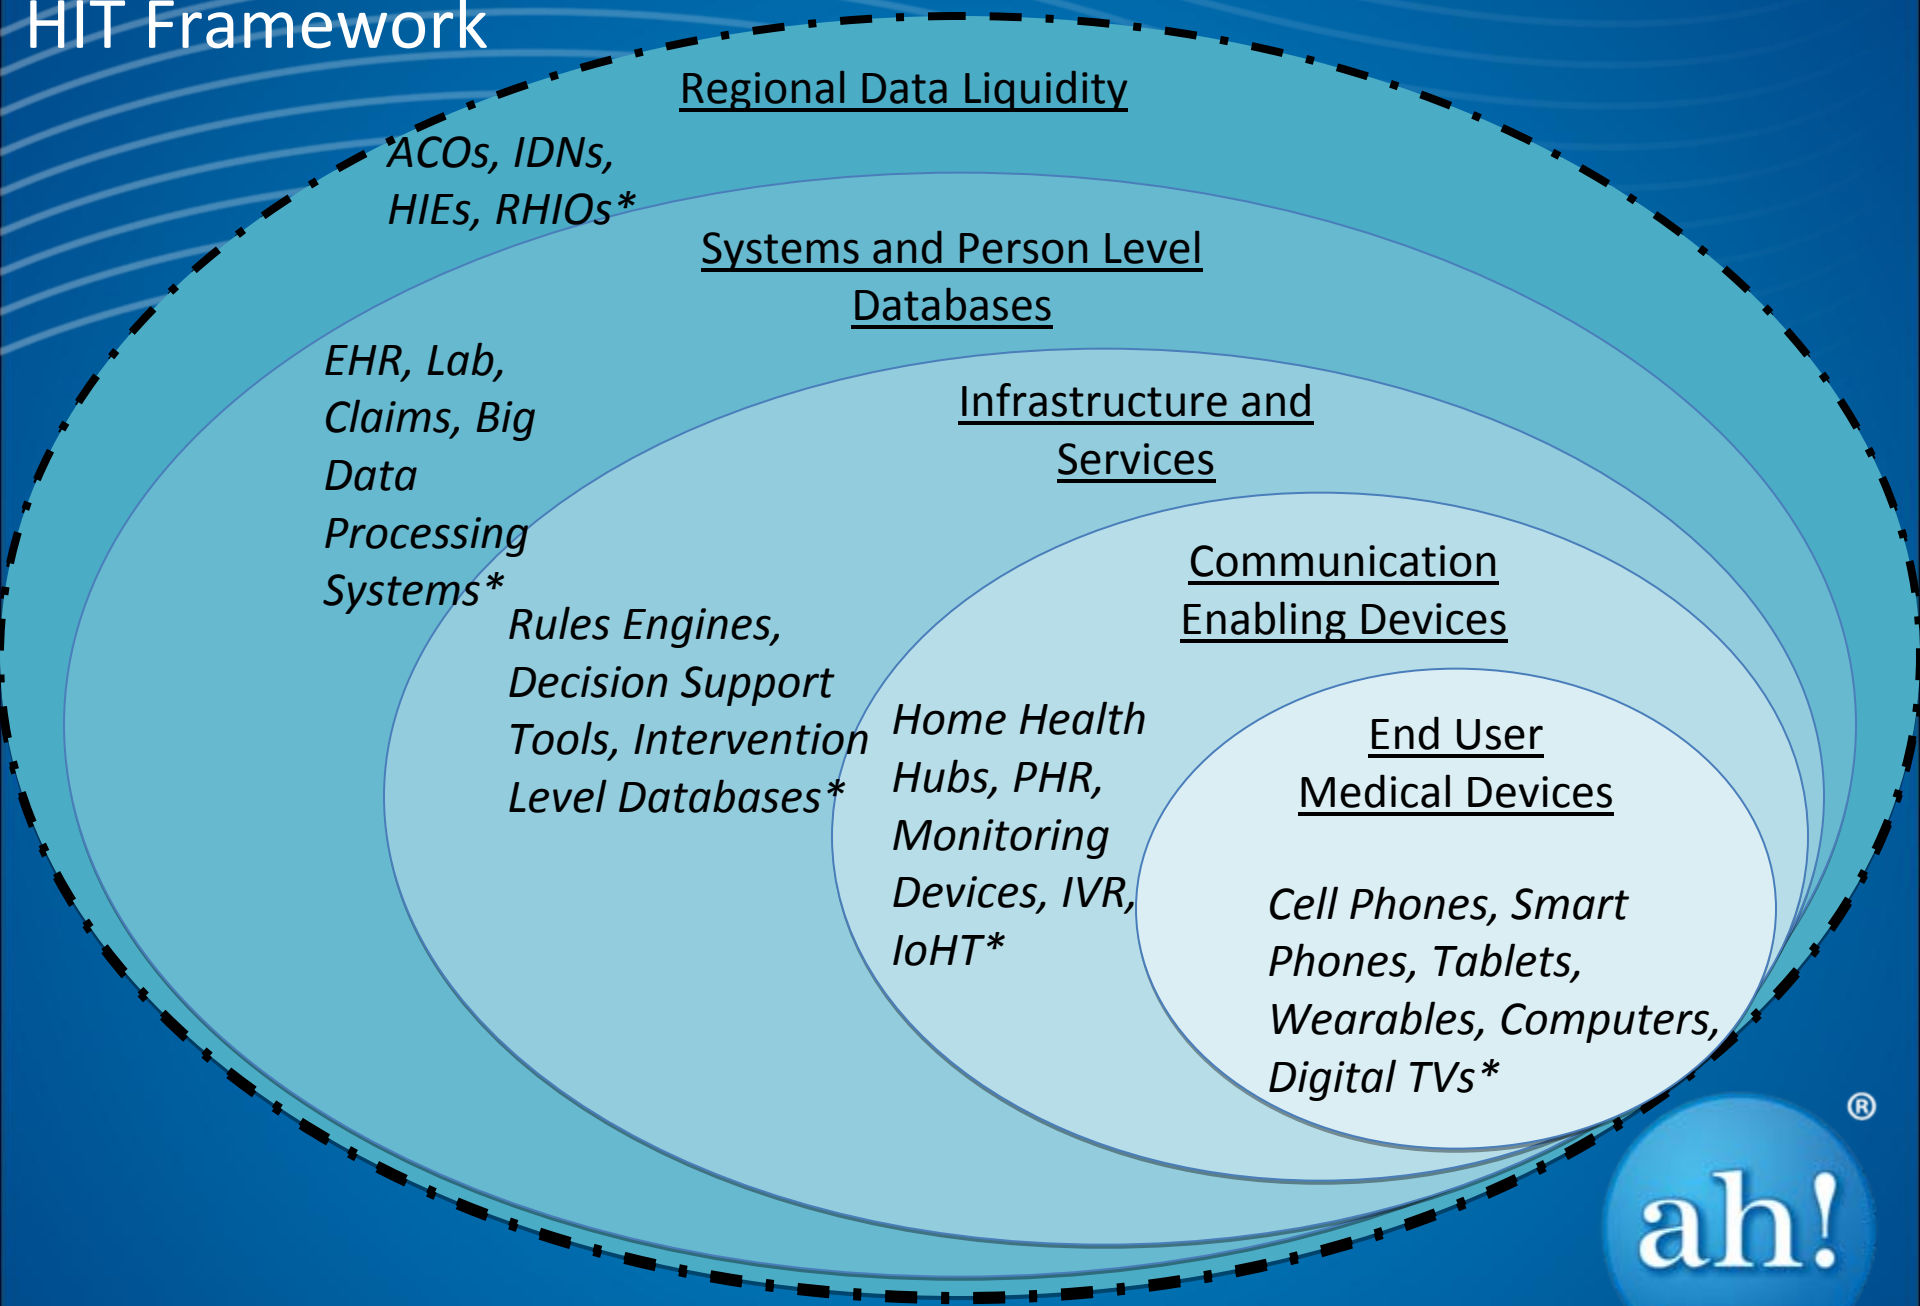 HIT Framework
Regional Data Liquidity
ACOs, IDNs,
HIEs, RHIOs*
Systems and Person Level
Databases
EHR, Lab,
Claims, Big
Data
Processing
Systems*
Infrastructure and
Services
Rules Engines,
Decision Support
Tools, Intervention
Level Databases*
Communication
Enabling Devices
Home Health
Hubs, PHR,
Monitoring
Devices, IVR,
IoHT*
End User
Medical Devices
Cell Phones, Smart
Phones, Tablets,
Wearables, Computers,
Digital TVs*
®
ah!